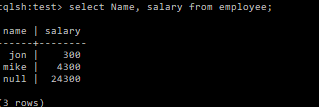 cqlsh:test> select Name, salary from employee;
name | salary
------+--------
jon | 300
mike | 4300
null | 24300
(3 rows)